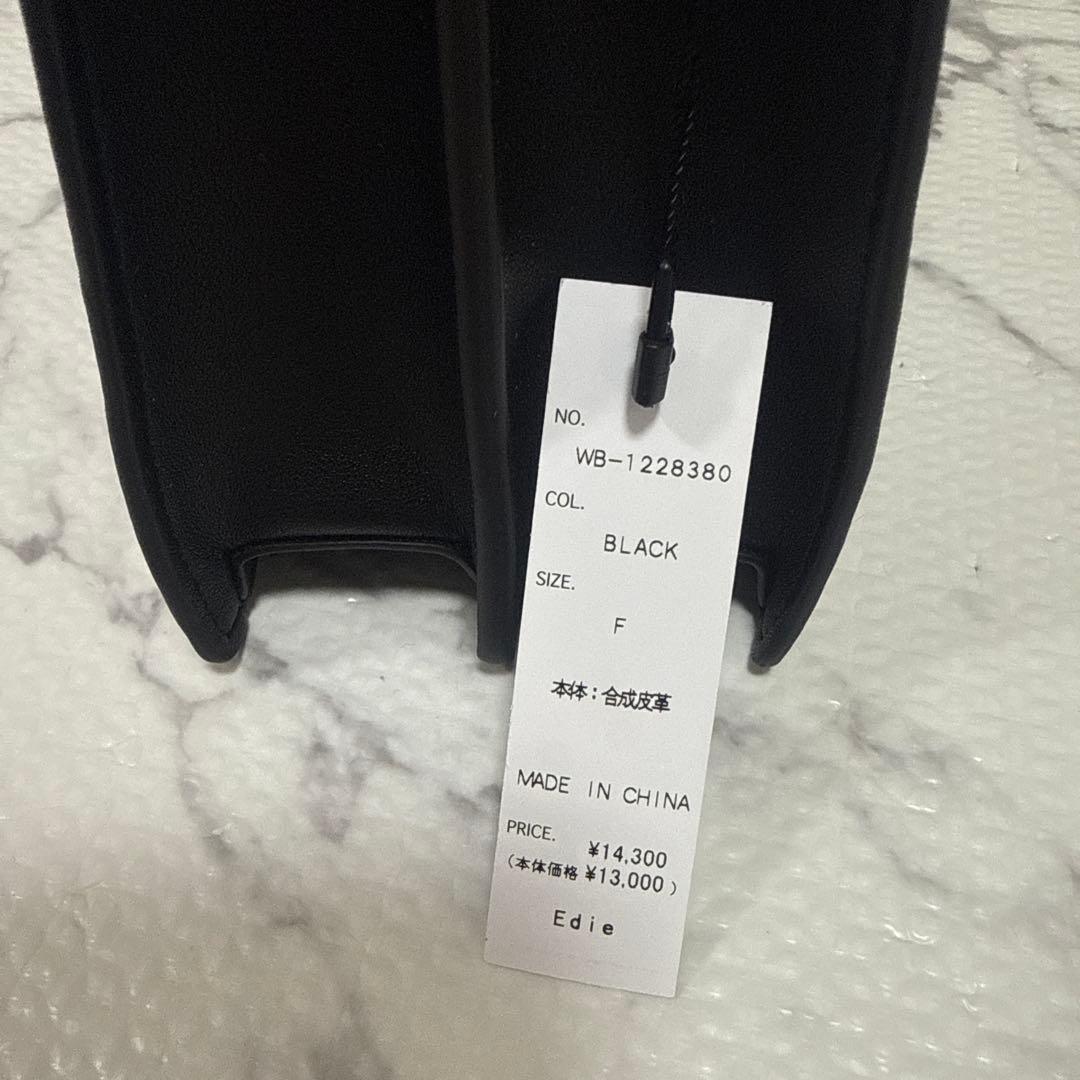 NO.
WB-1228380
COL.
BLACK
SIZE.
F
本体:合成皮革
MADE IN CHINA
PRICE.
¥14,300
(本体価格 ¥13,000)
Edie